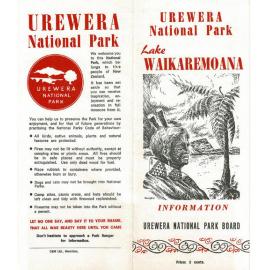 UREWERA
National Park
We welcome you
to this National
Park, which be-
longs to this
people of New
Zealand.
It has been set
aside so that
you can receive
inspiration, en-
joyment and re-
creation in full
measure from it.
UREWERA
NATIONAL
PARK
You can help us to preserve the Park for your own
enjoyment, and for that of future generations by
practising the National Parks Code of Behaviour:
All birds, native animals, plants and natural
features are protected.
Fires may not be lit without authority, except at
camping sites or picnic areas. All fires should
be in safe places and must be properly
extinguished. Use only dead wood for fires.
Place rubbish in containers where provided,
otherwise burn or bury.
Dogs and cats may not be brought into National
Parks.
Camp sites, cabins, picnic areas, and huts should be
left clean and tidy with firewood replenished.
Firearms may not be taken into the Park without
a permit.
LET NO ONE SAY, AND SAY IT TO YOUR SHAME,
THAT ALL WAS BEAUTY HERE UNTIL YOU CAME
Don't hesitate to approach a Park Ranger
for information.
UREWERA
National Park
Lake
WAIKAREMOANA
INFORMATION
UREWERA NATIONAL PARK BOARD
Price: 5 cents.